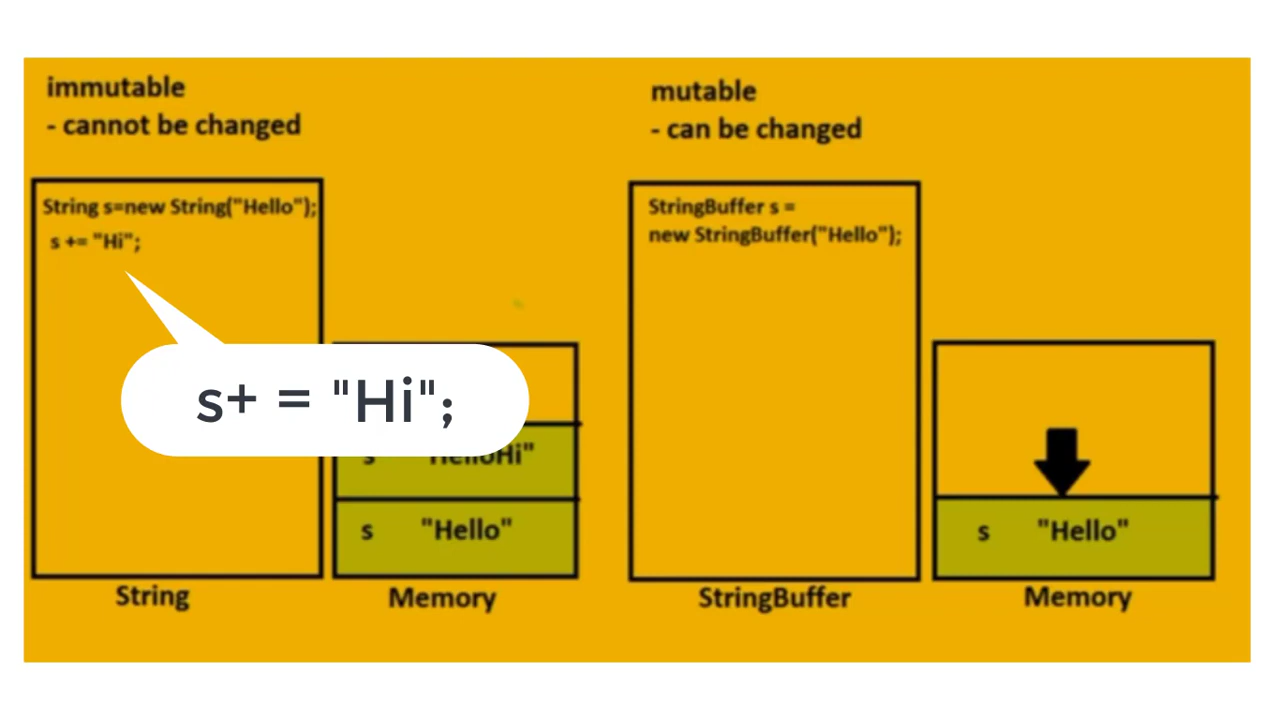 immutable
- cannot be changed
String s=new String("Hello");
s += "Hi";
s+ = "Hi";
s "HelloHi"
s "Hello"
String
Memory
mutable
- can be changed
StringBuffer s =
new StringBuffer("Hello");
s "Hello"
StringBuffer
Memory